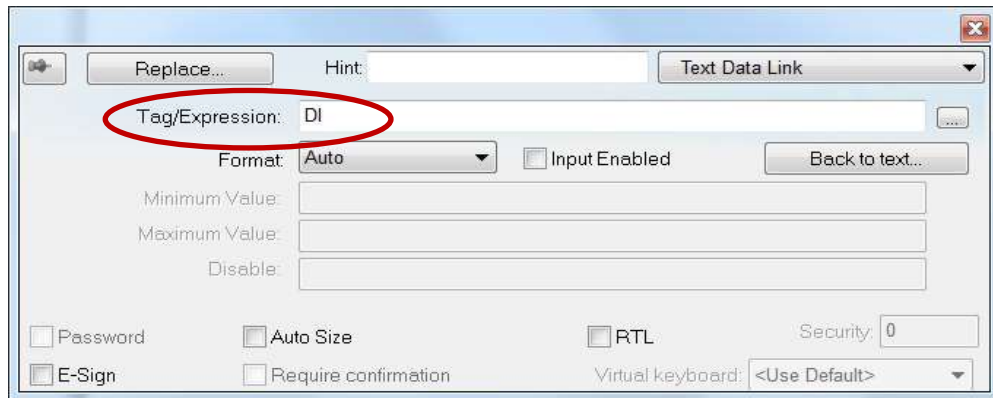 Replace... Hint: Text Data Link
Tag/Expression: DI ...
Format: Auto Input Enabled Back to text...
Minimum Value:
Maximum Value:
Disable:
Password Auto Size RTL Security: 0
E-Sign Require confirmation Virtual keyboard: <Use Default>